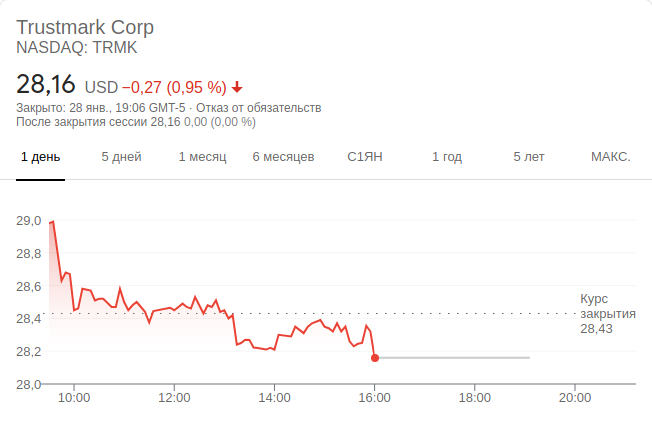 Trustmark Corp
NASDAQ: TRMK
28,16 USD −0,27 (0,95 %)
Закрыто: 28 янв., 19:06 GMT-5 · Отказ от обязательств
После закрытия сессии 28,16 0,00 (0,00 %)
1 день 5 дней 1 месяц 6 месяцев С1ЯН 1 год 5 лет МАКС.
29,0
28,8
28,6
28,4
28,2
28,0
Курс
закрытия
28,43
10:00 12:00 14:00 16:00 18:00 20:00